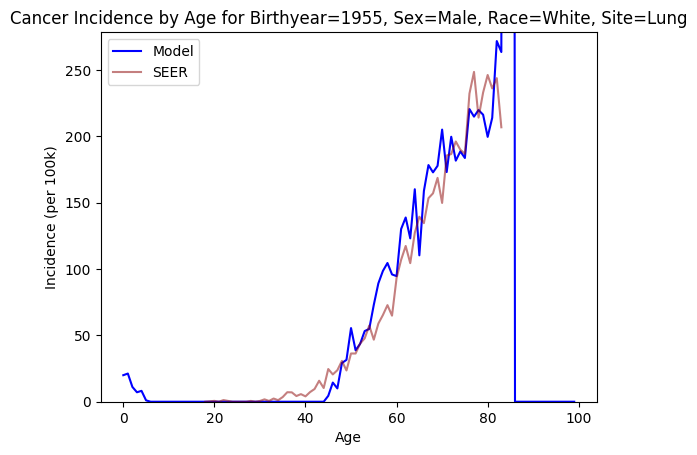 Cancer Incidence by Age for Birthyear=1955, Sex=Male, Race=White, Site=Lung
Model
SEER
Incidence (per 100k)
250
200
150
100
50
0
0 20 40 60 80 100
Age